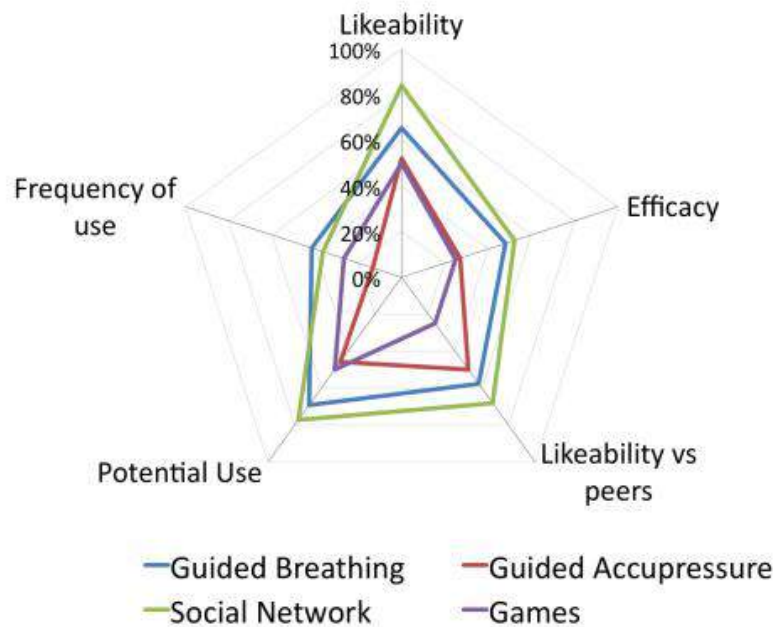 Likeability
100%
80%
60%
40%
20%
0%
Frequency of
use
Efficacy
Potential Use
Likeability vs
peers
Guided Breathing
Guided Accupressure
Social Network
Games